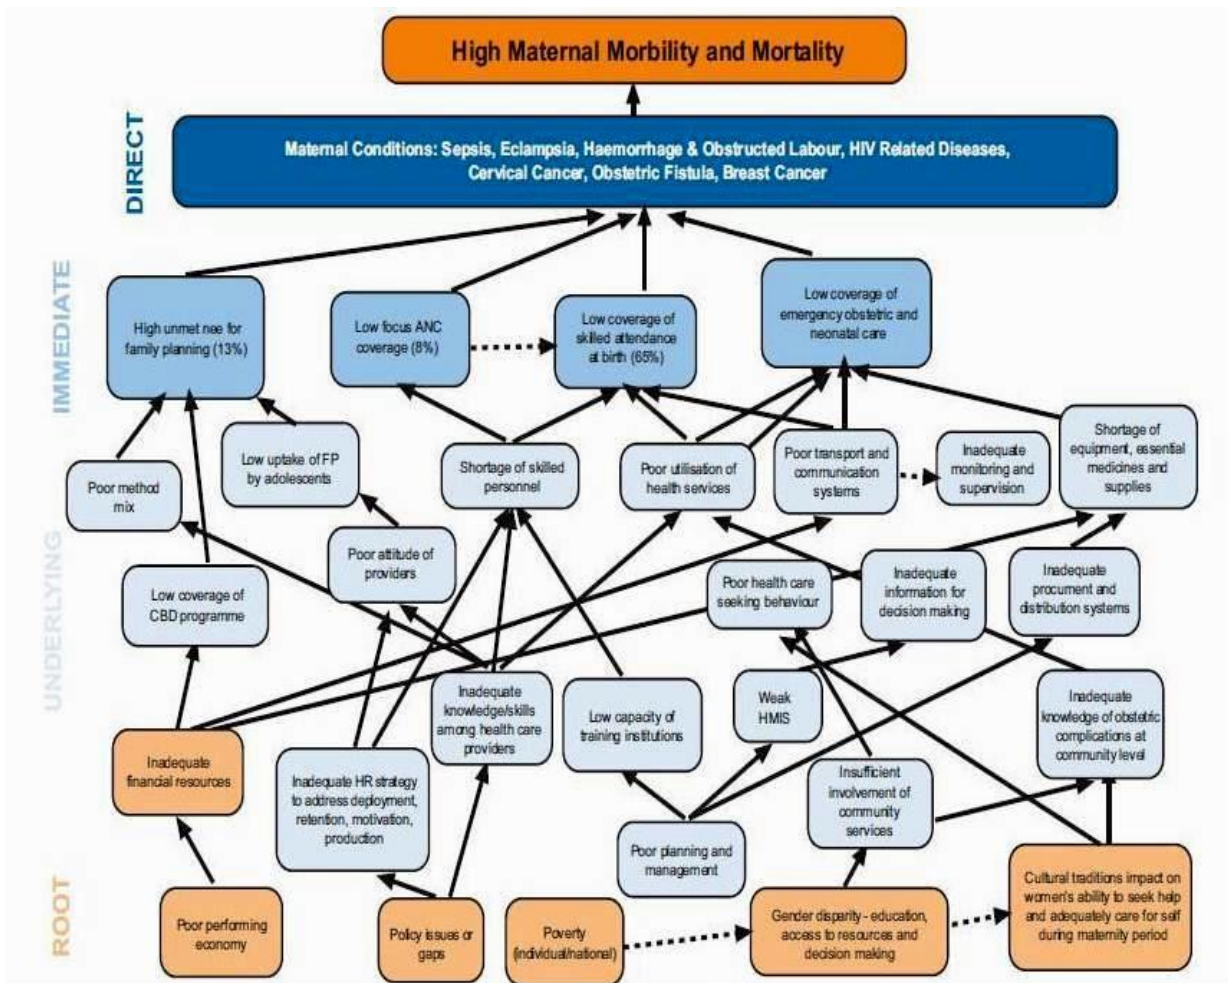 High Maternal Morbility and Mortality
DIRECT
Maternal Conditions: Sepsis, Eclampsia, Haemorrhage & Obstructed Labour, HIV Related Diseases,
Cervical Cancer, Obstetric Fistula, Breast Cancer
IMMEDIATE
High unmet nee for
family planning (13%)
Low focus ANC
coverage (8%)
Low coverage of
skilled attendance
at birth (65%)
Low coverage of
emergency obstetric and
neonatal care
UNDERLYING
Poor method
mix
Low uptake of FP
by adolescents
Shortage of skilled
personnel
Poor utilisation of
health services
Poor transport and
communication
systems
Inadequate
monitoring and
supervision
Shortage of
equipment, essential
medicines and
supplies
Low coverage of
CBD programme
Poor attitude of
providers
Poor health care
seeking behaviour
Inadequate
information for
decision making
Inadequate
procument and
distribution systems
Inadequate
financial resources
Inadequate HR strategy
to address deployment,
retention, motivation,
production
Inadequate
knowledge/skills
among health care
providers
Low capacity of
training institutions
Weak
HMIS
Insufficient
involvement of
community
services
Inadequate
knowledge of obstetric
complications at
community level
Poor planning and
management
ROOT
Poor performing
economy
Policy issues or
gaps
Poverty
(individual/national)
Gender disparity - education,
access to resources and
decision making
Cultural traditions impact on
women's ability to seek help
and adequately care for self
during maternity period